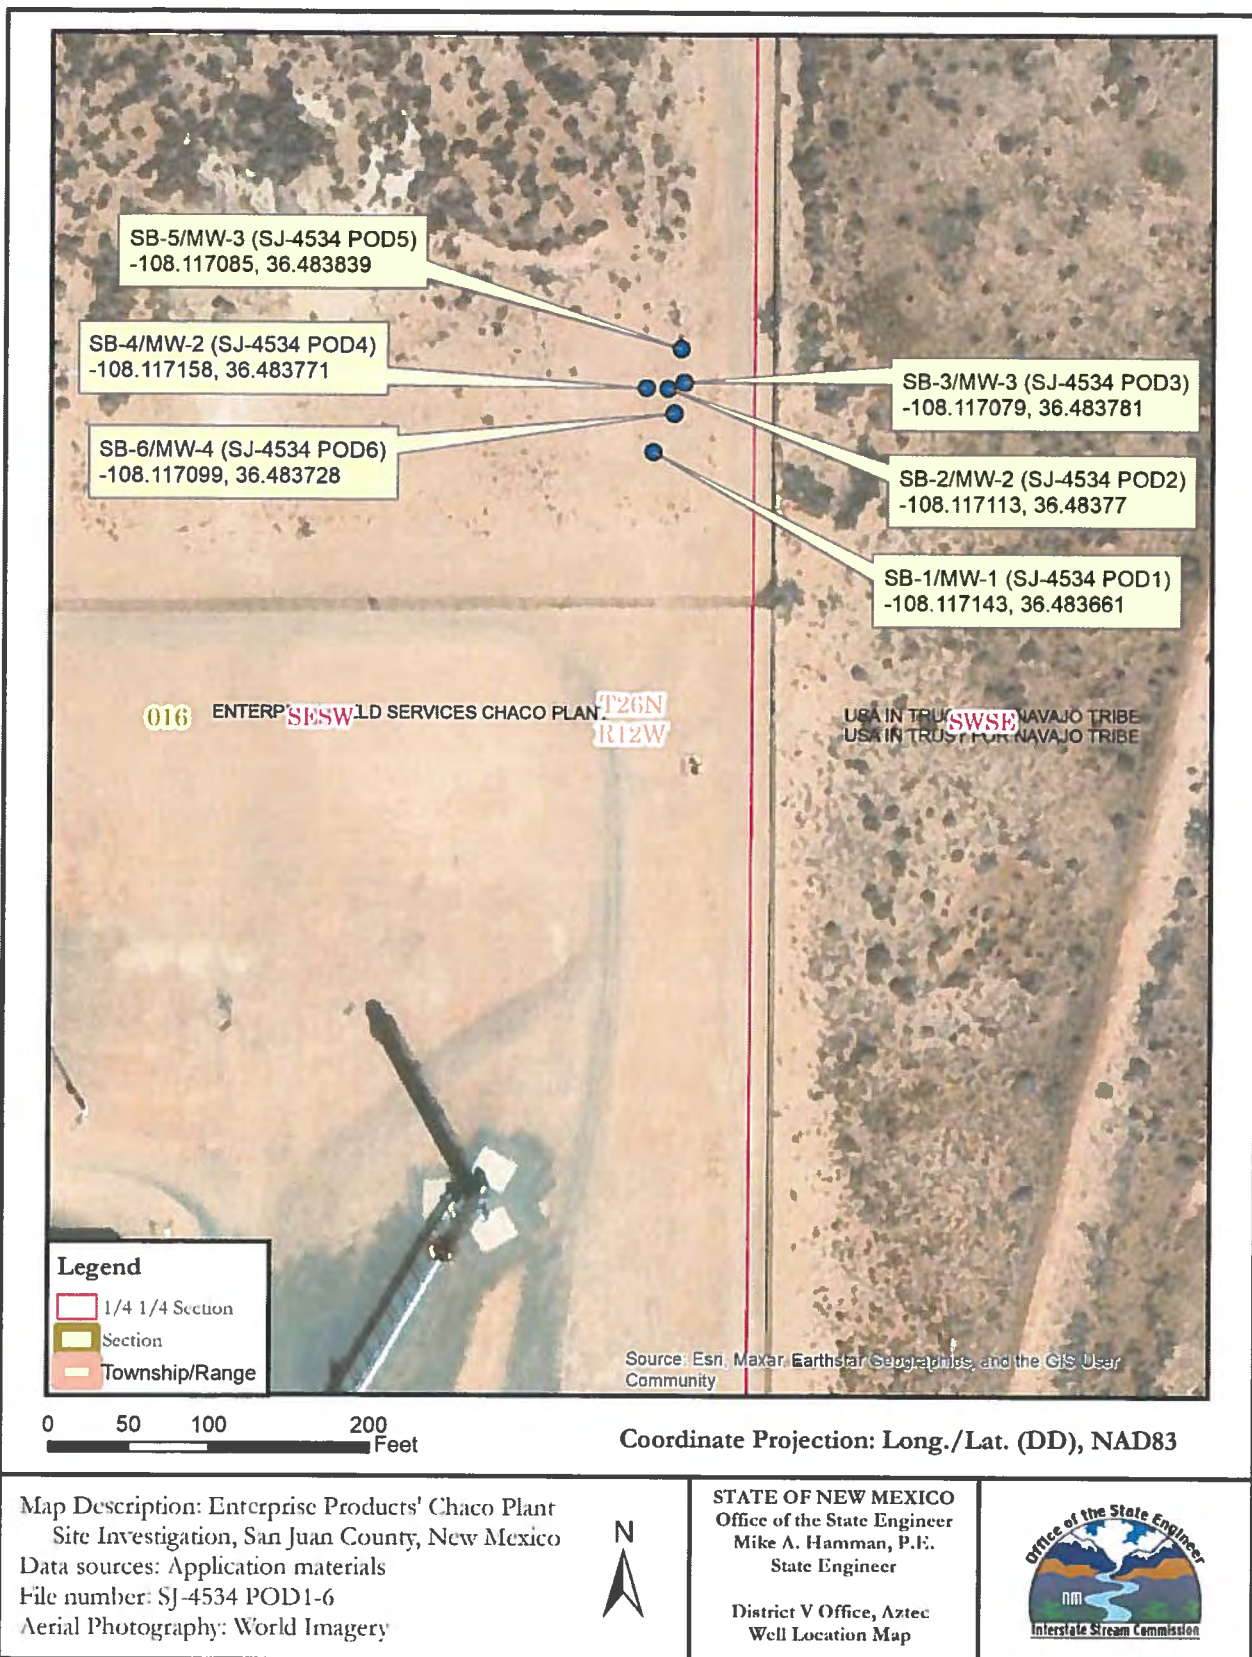 SB-5/MW-3 (SJ-4534 POD5)
-108.117085, 36.483839
SB-4/MW-2 (SJ-4534 POD4)
-108.117158, 36.483771
SB-3/MW-3 (SJ-4534 POD3)
-108.117079, 36.483781
SB-6/MW-4 (SJ-4534 POD6)
-108.117099, 36.483728
SB-2/MW-2 (SJ-4534 POD2)
-108.117113, 36.48377
SB-1/MW-1 (SJ-4534 POD1)
-108.117143, 36.483661
016
SESW
SERVICES CHACO
T26N
R12W
USA IN
NAVAJO TRIBE
SWSE
USA IN TRUST FOR NAVAJO TRIBE
Legend
1/4 1/4 Section
Section
Township/Range
Source: Esri, Maxar, Earthstar Geographics, and the GIS User
Community
0 50 100 200
Feet
Coordinate Projection: Long./Lat. (DD), NAD83
Map Description: Enterprise Products' Chaco Plant
Site Investigation, San Juan County, New Mexico
Data sources: Application materials
File number: SJ-4534 POD1-6
Aerial Photography: World Imagery
N
STATE OF NEW MEXICO
Office of the State Engineer
Mike A. Hamman, P.E.
State Engineer
District V Office, Aztec
Well Location Map
Office of the State Engineer
nm
Interstate Stream Commission